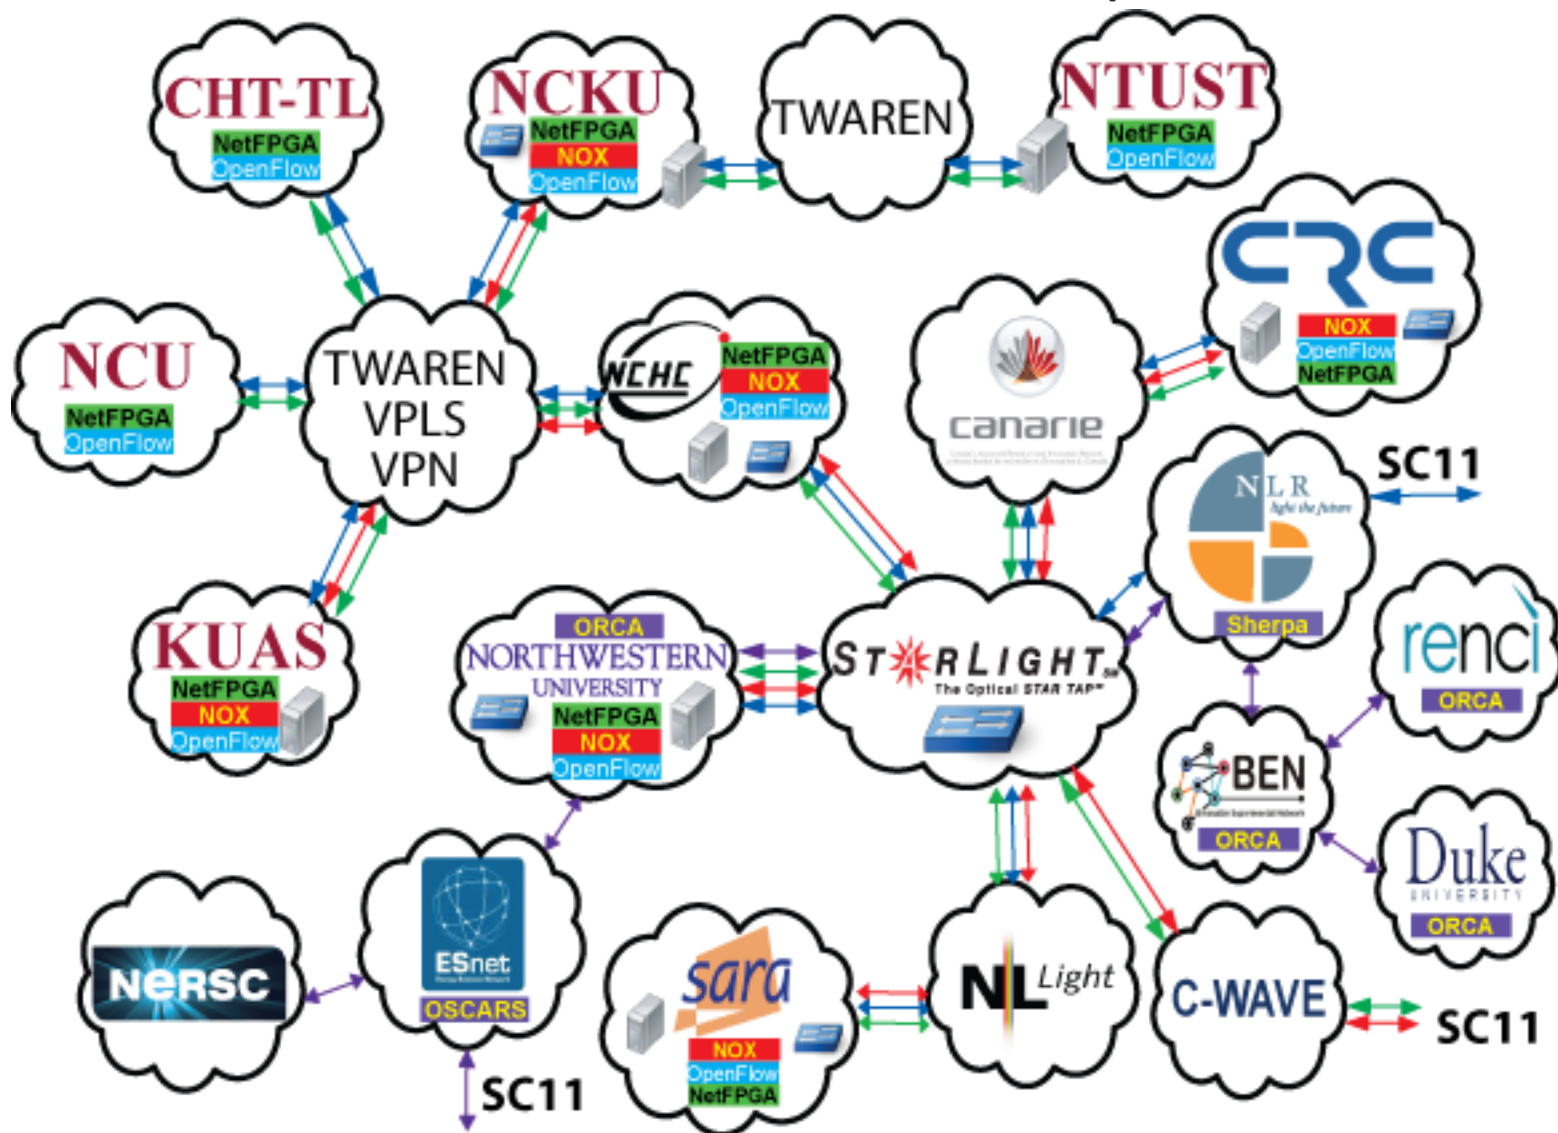 CHT-TL
NetFPGA
OpenFlow
NCKU
NetFPGA
NOX
OpenFlow
TWAREN
NTUST
NetFPGA
OpenFlow
NCU
NetFPGA
OpenFlow
TWAREN
VPLS
VPN
NCHC
NetFPGA
NOX
OpenFlow
canarie
CRC
NOX
OpenFlow
NetFPGA
NLR
light the future
Sherpa
SC11
KUAS
NetFPGA
NOX
OpenFlow
ORCA
NORTHWESTERN
UNIVERSITY
NetFPGA
NOX
OpenFlow
STARLIGHT
The Optical STAR TAP
renci
ORCA
BEN
ORCA
Duke
UNIVERSITY
ORCA
NERSC
ESnet
OSCARS
SC11
sara
NOX
OpenFlow
NetFPGA
NL Light
C-WAVE
SC11